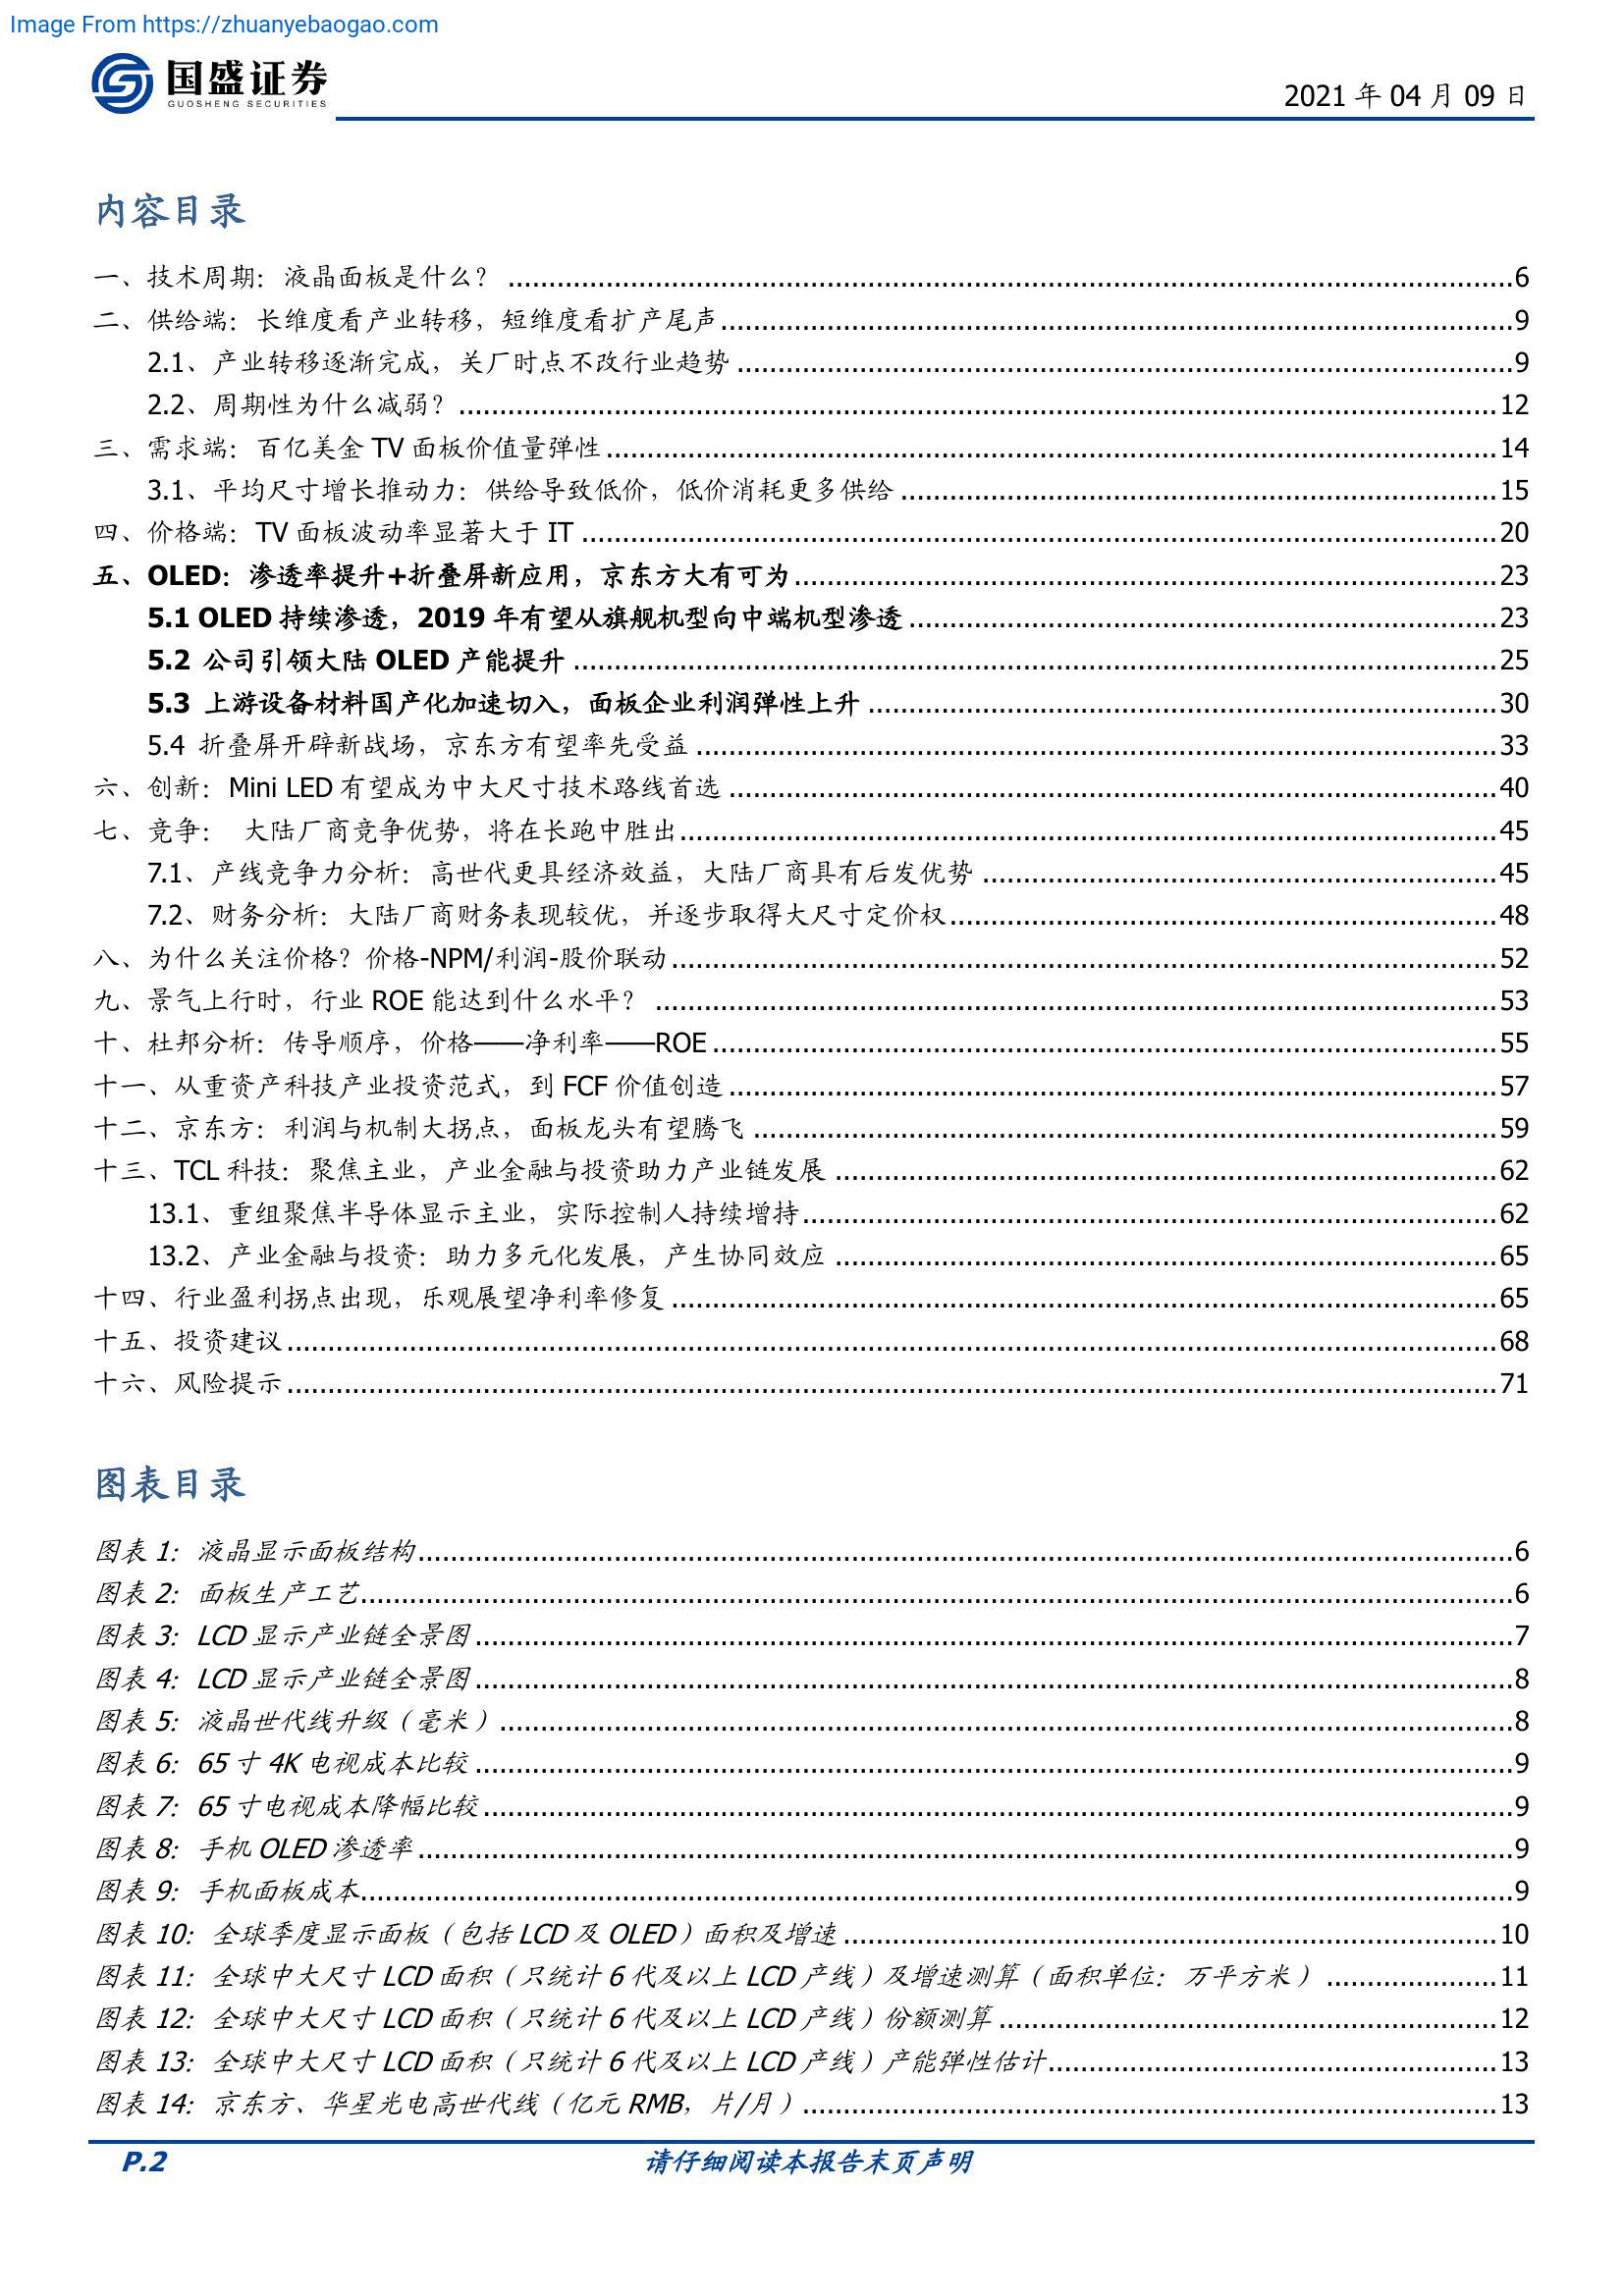 Image From https://zhuanyebaogao.com
国盛证券
GUOSHENG SECURITIES
2021 年 04 月 09 日
内容目录
一、技术周期：液晶面板是什么？ ........ 6
二、供给端：长维度看产业转移，短维度看扩产尾声 ........ 9
2.1、产业转移逐渐完成，关厂时点不改行业趋势 ........ 9
2.2、周期性为什么减弱？ ........ 12
三、需求端：百亿美金 TV 面板价值量弹性 ........ 14
3.1、平均尺寸增长推动力：供给导致低价，低价消耗更多供给 ........ 15
四、价格端：TV 面板波动率显著大于 IT ........ 20
五、OLED：渗透率提升+折叠屏新应用，京东方大有可为 ........ 23
5.1 OLED 持续渗透，2019 年有望从旗舰机型向中端机型渗透 ........ 23
5.2 公司引领大陆 OLED 产能提升 ........ 25
5.3 上游设备材料国产化加速切入，面板企业利润弹性上升 ........ 30
5.4 折叠屏开辟新战场，京东方有望率先受益 ........ 33
六、创新：Mini LED 有望成为中大尺寸技术路线首选 ........ 40
七、竞争： 大陆厂商竞争优势，将在长跑中胜出 ........ 45
7.1、产线竞争力分析：高世代更具经济效益，大陆厂商具有后发优势 ........ 45
7.2、财务分析：大陆厂商财务表现较优，并逐步取得大尺寸定价权 ........ 48
八、为什么关注价格？价格-NPM/利润-股价联动 ........ 52
九、景气上行时，行业 ROE 能达到什么水平？ ........ 53
十、杜邦分析：传导顺序，价格——净利率——ROE ........ 55
十一、从重资产科技产业投资范式，到 FCF 价值创造 ........ 57
十二、京东方：利润与机制大拐点，面板龙头有望腾飞 ........ 59
十三、TCL 科技：聚焦主业，产业金融与投资助力产业链发展 ........ 62
13.1、重组聚焦半导体显示主业，实际控制人持续增持 ........ 62
13.2、产业金融与投资：助力多元化发展，产生协同效应 ........ 65
十四、行业盈利拐点出现，乐观展望净利率修复 ........ 65
十五、投资建议 ........ 68
十六、风险提示 ........ 71
图表目录
图表 1：液晶显示面板结构 ........ 6
图表 2：面板生产工艺 ........ 6
图表 3：LCD 显示产业链全景图 ........ 7
图表 4：LCD 显示产业链全景图 ........ 8
图表 5：液晶世代线升级（毫米） ........ 8
图表 6：65 寸 4K 电视成本比较 ........ 9
图表 7：65 寸电视成本降幅比较 ........ 9
图表 8：手机 OLED 渗透率 ........ 9
图表 9：手机面板成本 ........ 9
图表 10：全球季度显示面板（包括 LCD 及 OLED）面积及增速 ........ 10
图表 11：全球中大尺寸 LCD 面积（只统计 6 代及以上 LCD 产线）及增速测算（面积单位：万平方米） ........ 11
图表 12：全球中大尺寸 LCD 面积（只统计 6 代及以上 LCD 产线）份额测算 ........ 12
图表 13：全球中大尺寸 LCD 面积（只统计 6 代及以上 LCD 产线）产能弹性估计 ........ 13
图表 14：京东方、华星光电高世代线（亿元 RMB，片/月） ........ 13
P.2
请仔细阅读本报告末页声明